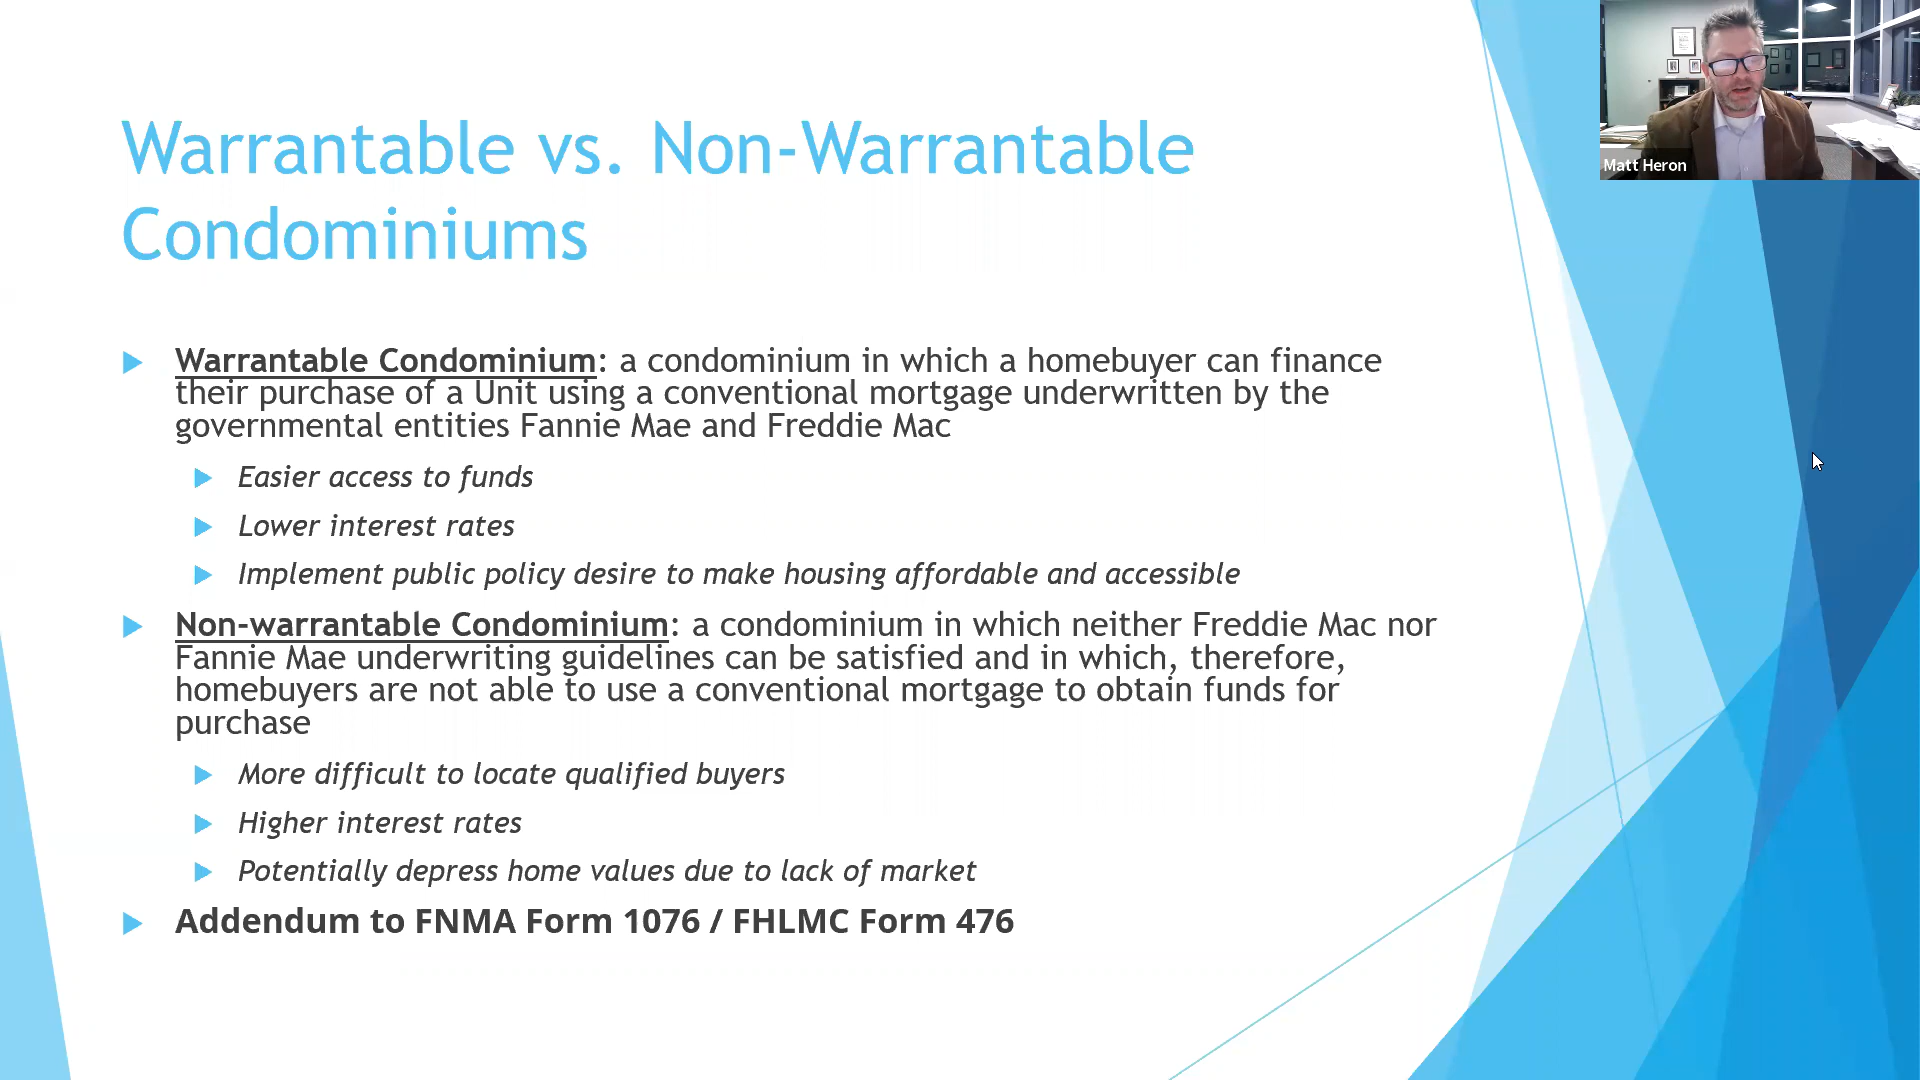 Warrantable vs. Non-Warrantable
Condominiums
Warrantable Condominium: a condominium in which a homebuyer can finance
their purchase of a Unit using a conventional mortgage underwritten by the
governmental entities Fannie Mae and Freddie Mac
Easier access to funds
Lower interest rates
Implement public policy desire to make housing affordable and accessible
Non-warrantable Condominium: a condominium in which neither Freddie Mac nor
Fannie Mae underwriting guidelines can be satisfied and in which, therefore,
homebuyers are not able to use a conventional mortgage to obtain funds for
purchase
More difficult to locate qualified buyers
Higher interest rates
Potentially depress home values due to lack of market
Addendum to FNMA Form 1076 / FHLMC Form 476
Matt Heron